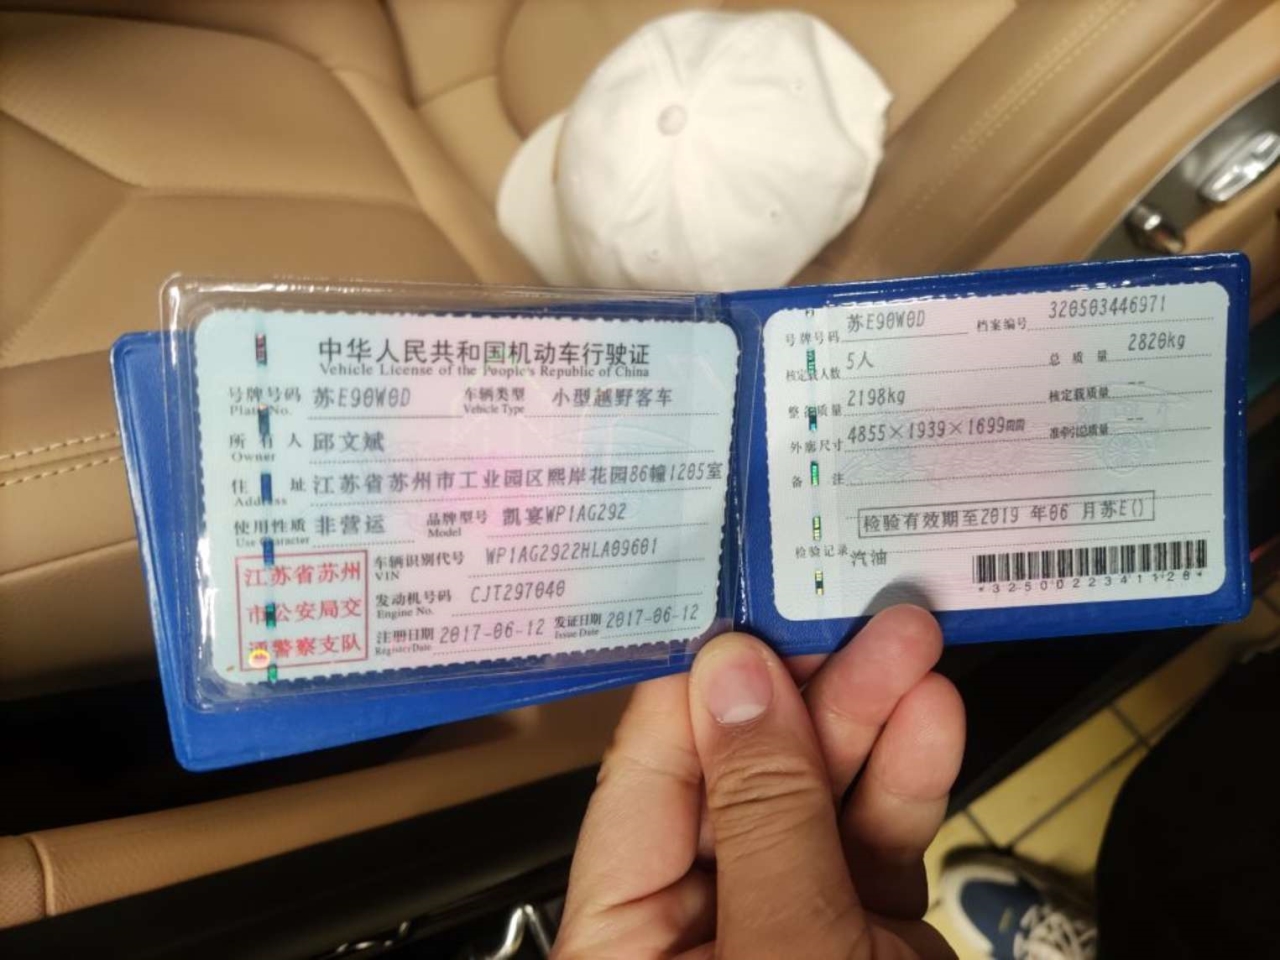 中华人民共和国机动车行驶证
Vehicle License of the People's Republic of China
号牌号码 苏E90W0D 车辆类型 小型越野客车
Plate No. Vehicle Type
所有人 邱文斌
Owner
住址 江苏省苏州市工业园区熙岸花园86幢1205室
Address
使用性质 非营运 品牌型号 凯宴WP1AG292
Use Character Model
车辆识别代号 WP1AG2922HLA09601
VIN
发动机号码 CJT297040
Engine No.
注册日期 2017-06-12 发证日期 2017-06-12
Register Date Issue Date
江苏省苏州
市公安局交
通警察支队
号牌号码 苏E90W0D 档案编号 320503446971
核定载人数 5人 总质量 2820kg
整备质量 2198kg 核定载质量 --
外廓尺寸 4855×1939×1699mm 准牵引总质量 --
备注
检验有效期至2019 年06 月苏E()
检验记录 汽油
*3250022341128*